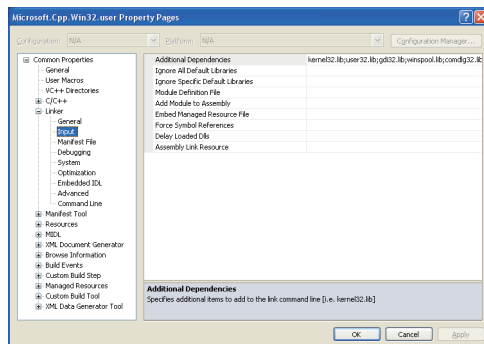 Microsoft.Cpp.Win32.user Property Pages
Configuration: N/A Platform: N/A Configuration Manager...
Common Properties
General
User Macros
VC++ Directories
C/C++
Linker
General
Input
Manifest File
Debugging
System
Optimization
Embedded IDL
Advanced
Command Line
Manifest Tool
Resources
MIDL
XML Document Generator
Browse Information
Build Events
Custom Build Step
Managed Resources
Custom Build Tool
XML Data Generator Tool
Additional Dependencies kernel32.lib;user32.lib;gdi32.lib;winspool.lib;comdlg32.lib
Ignore All Default Libraries
Ignore Specific Default Libraries
Module Definition File
Add Module to Assembly
Embed Managed Resource File
Force Symbol References
Delay Loaded Dlls
Assembly Link Resource
Additional Dependencies
Specifies additional items to add to the link command line [i.e. kernel32.lib]
OK Cancel Apply